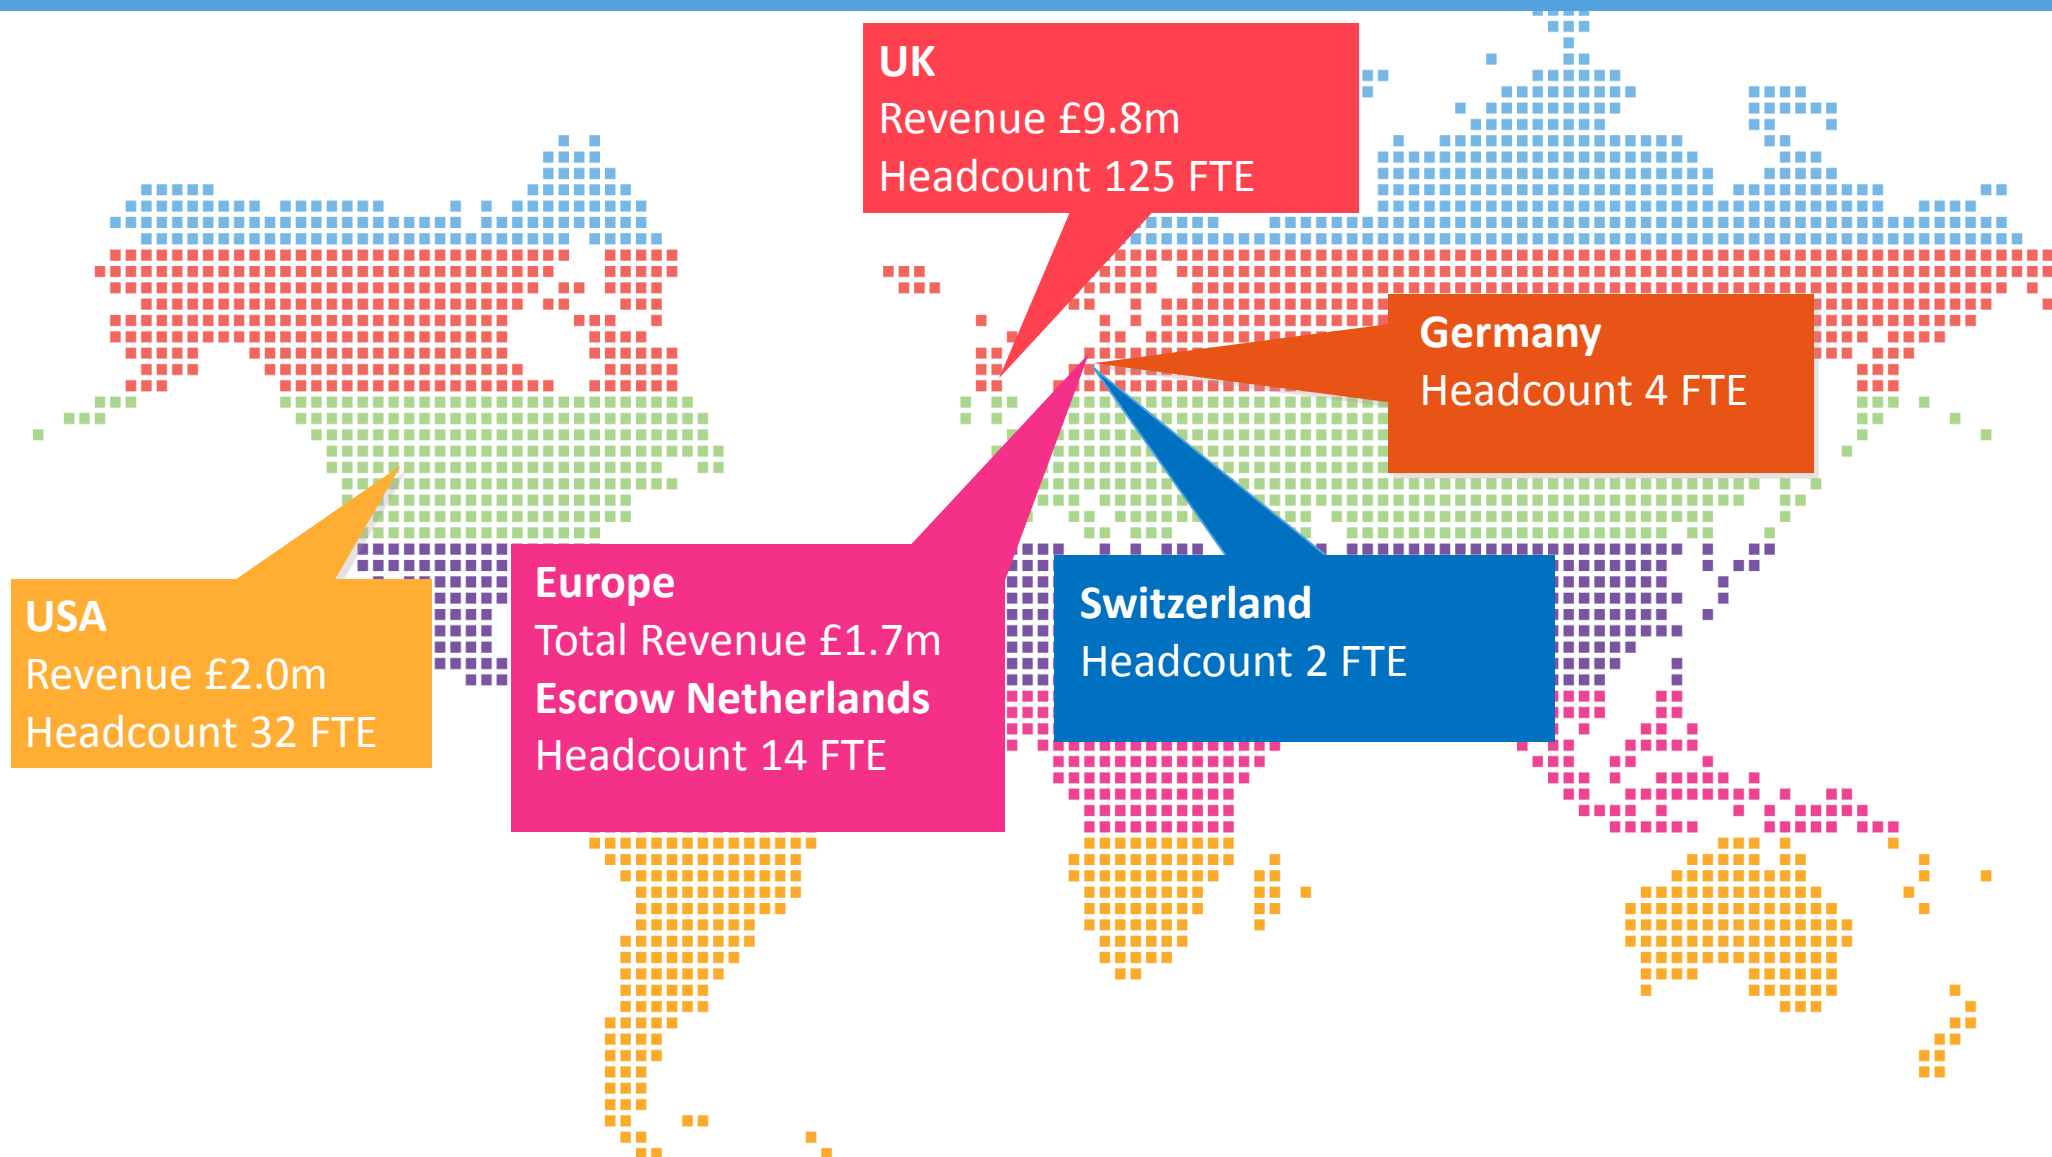 UK
Revenue £9.8m
Headcount 125 FTE
Germany
Headcount 4 FTE
USA
Revenue £2.0m
Headcount 32 FTE
Europe
Total Revenue £1.7m
Escrow Netherlands
Headcount 14 FTE
Switzerland
Headcount 2 FTE